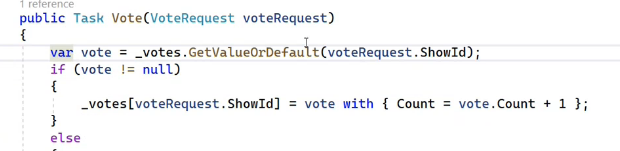 1 reference
public Task Vote(VoteRequest voteRequest)
{
var vote = _votes.GetValueOrDefault(voteRequest.ShowId);
if (vote != null)
{
_votes[voteRequest.ShowId] = vote with { Count = vote.Count + 1 };
}
else
{